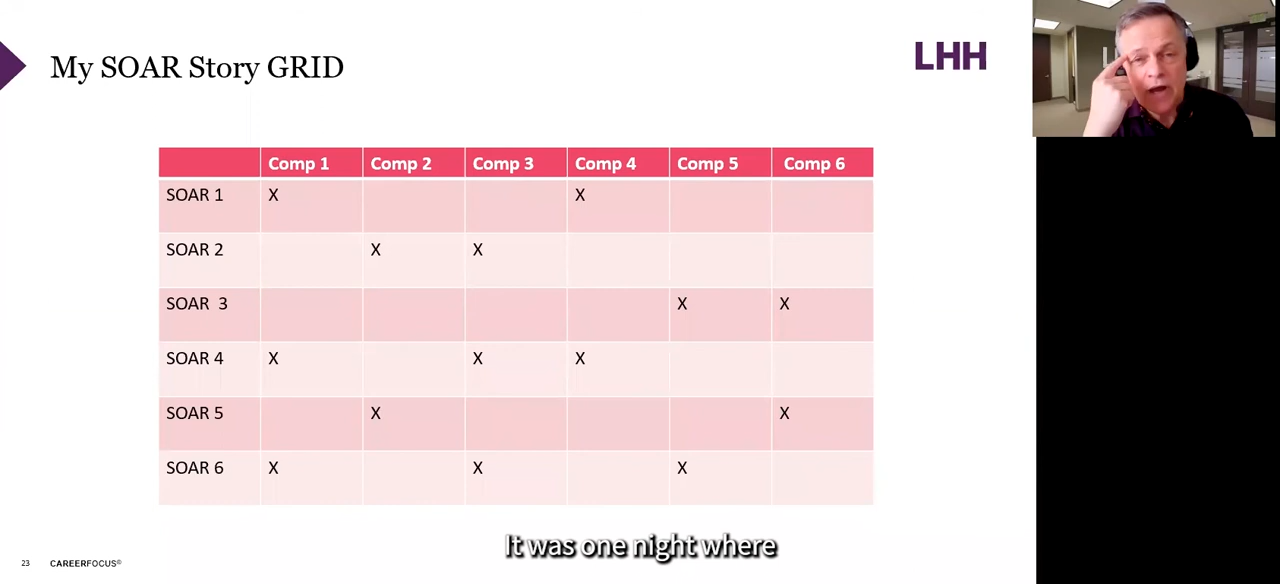 My SOAR Story GRID
LHH
Comp 1 Comp 2 Comp 3 Comp 4 Comp 5 Comp 6
SOAR 1 X X
SOAR 2 X X
SOAR 3 X X
SOAR 4 X X X
SOAR 5 X X
SOAR 6 X X X
It was one night where
23 CAREERFOCUS©